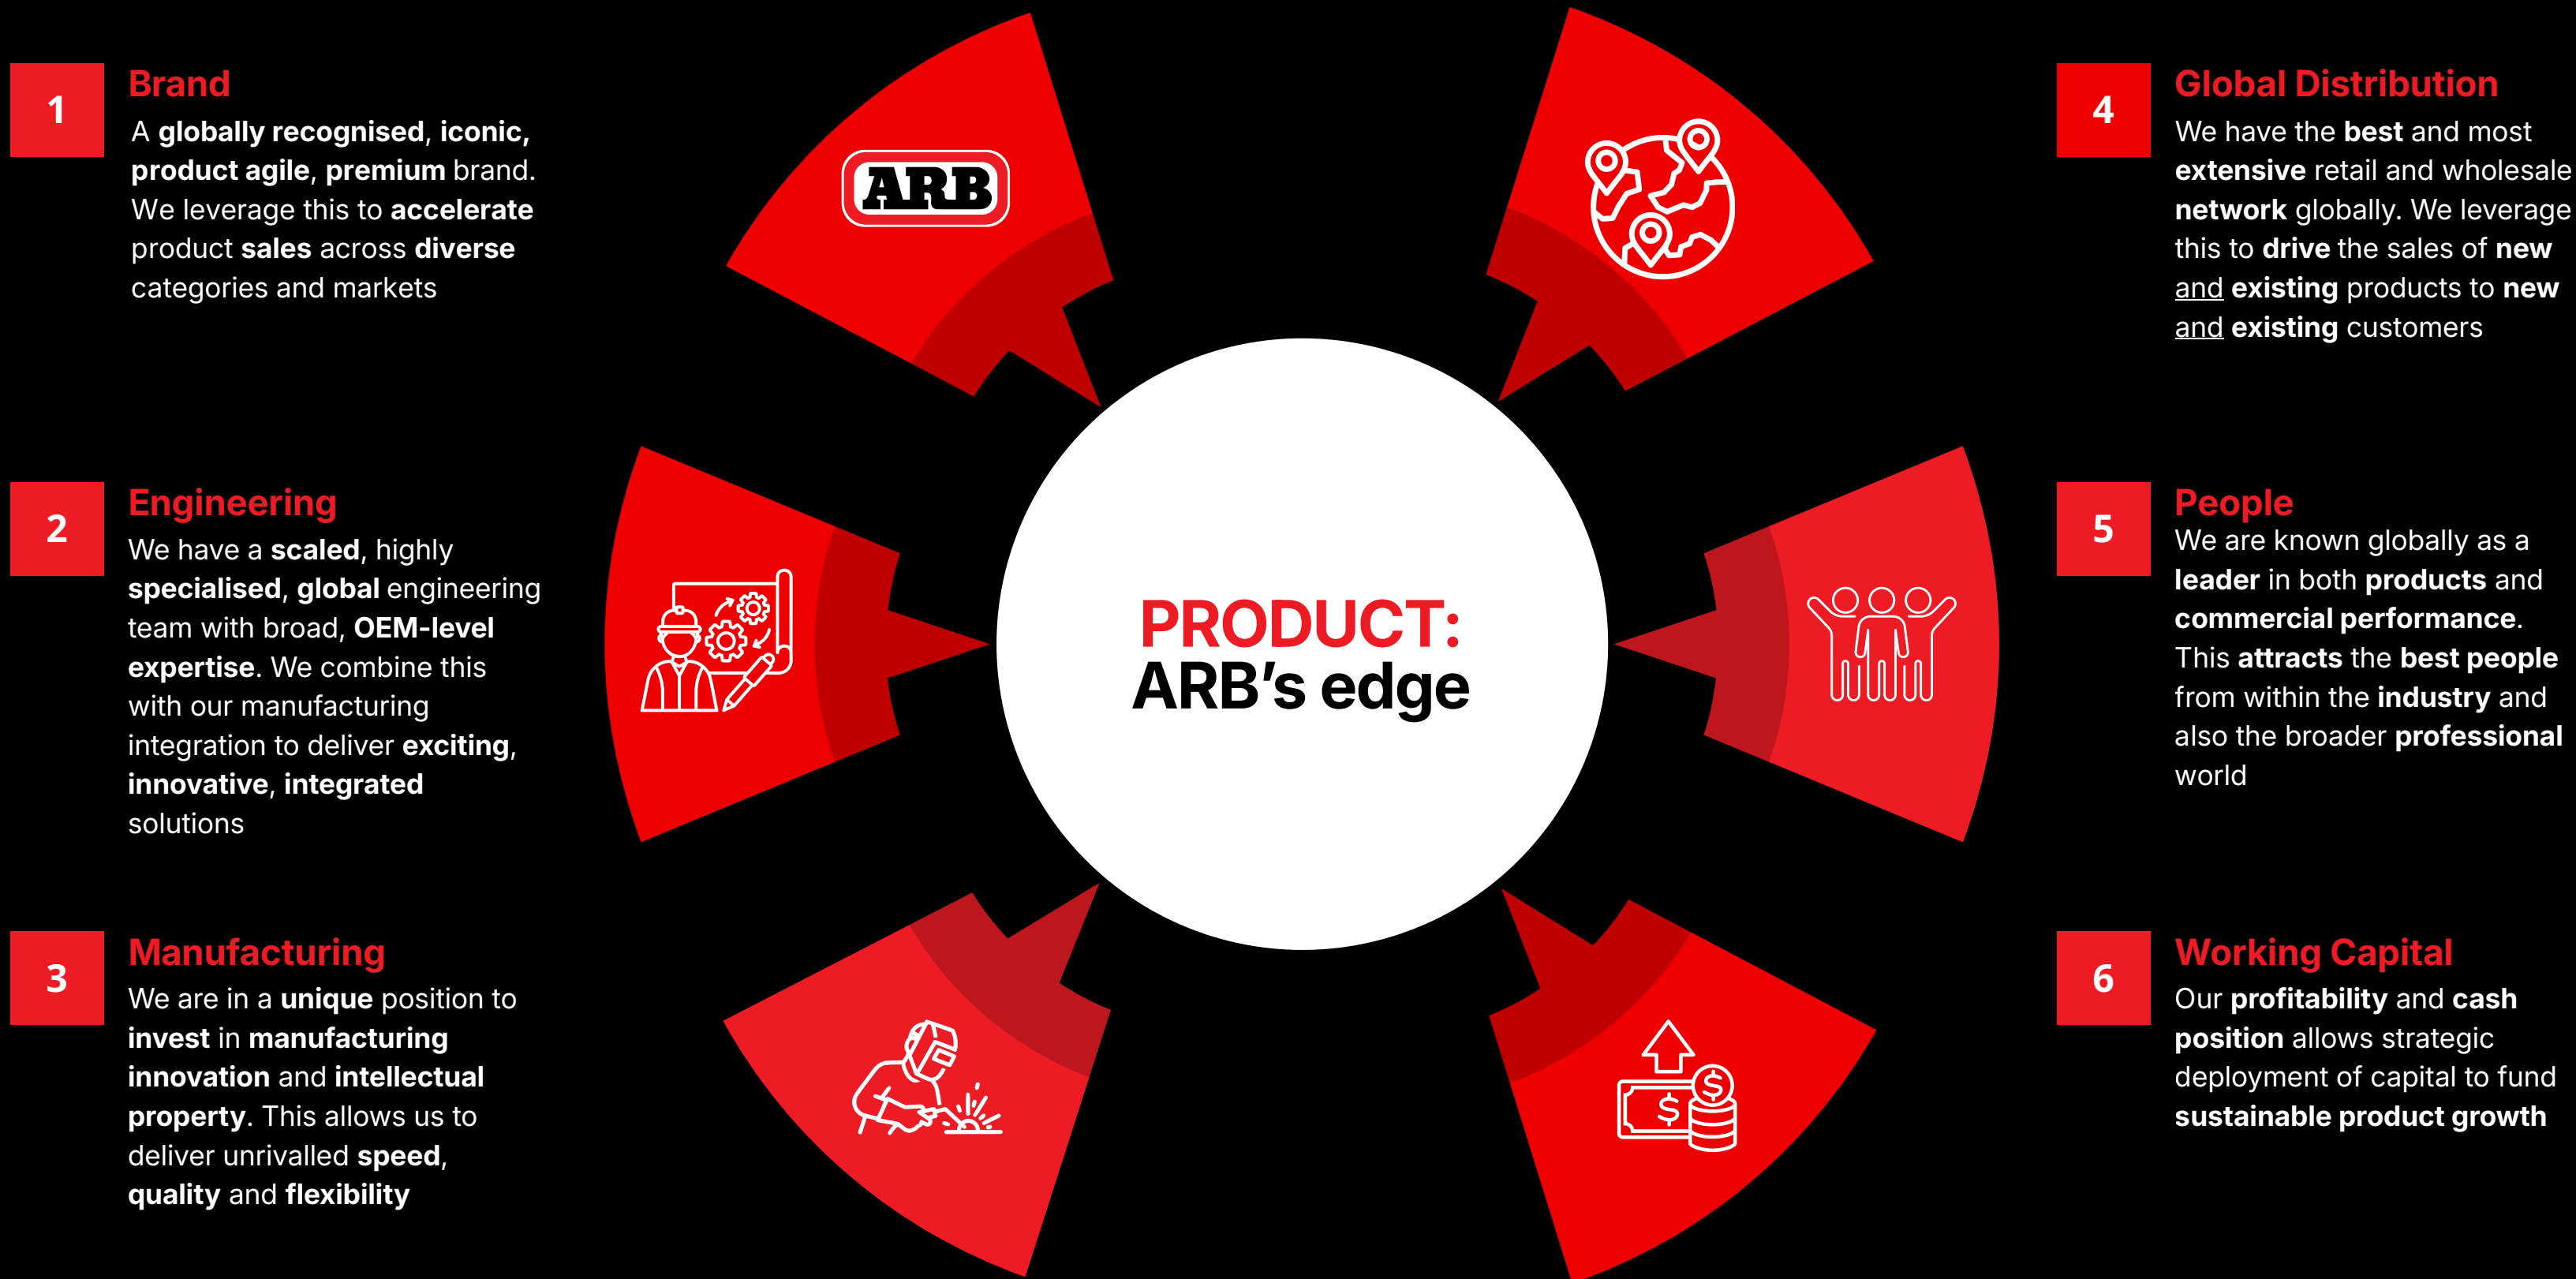 1
Brand
A globally recognised, iconic,
product agile, premium brand.
We leverage this to accelerate
product sales across diverse
categories and markets
2
Engineering
We have a scaled, highly
specialised, global engineering
team with broad, OEM-level
expertise. We combine this
with our manufacturing
integration to deliver exciting,
innovative, integrated
solutions
3
Manufacturing
We are in a unique position to
invest in manufacturing
innovation and intellectual
property. This allows us to
deliver unrivalled speed,
quality and flexibility
ARB
PRODUCT:
ARB’s edge
$
$
4
Global Distribution
We have the best and most
extensive retail and wholesale
network globally. We leverage
this to drive the sales of new
and existing products to new
and existing customers
5
People
We are known globally as a
leader in both products and
commercial performance.
This attracts the best people
from within the industry and
also the broader professional
world
6
Working Capital
Our profitability and cash
position allows strategic
deployment of capital to fund
sustainable product growth